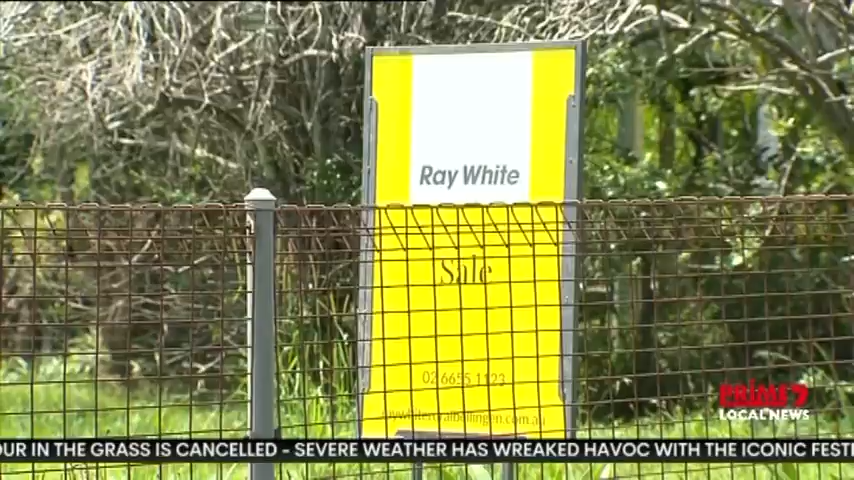 Ray White
Sale
02 6655 1123
PRIME7
LOCAL NEWS
OUR IN THE GRASS IS CANCELLED - SEVERE WEATHER HAS WREAKED HAVOC WITH THE ICONIC FESTI